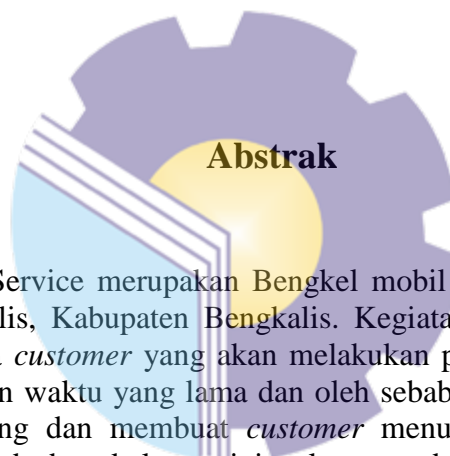 Abstrak
Service merupakan Bengkel mobil
lis, Kabupaten Bengkalis. Kegiata
customer yang akan melakukan p
n waktu yang lama dan oleh sebab
ng dan membuat customer menu